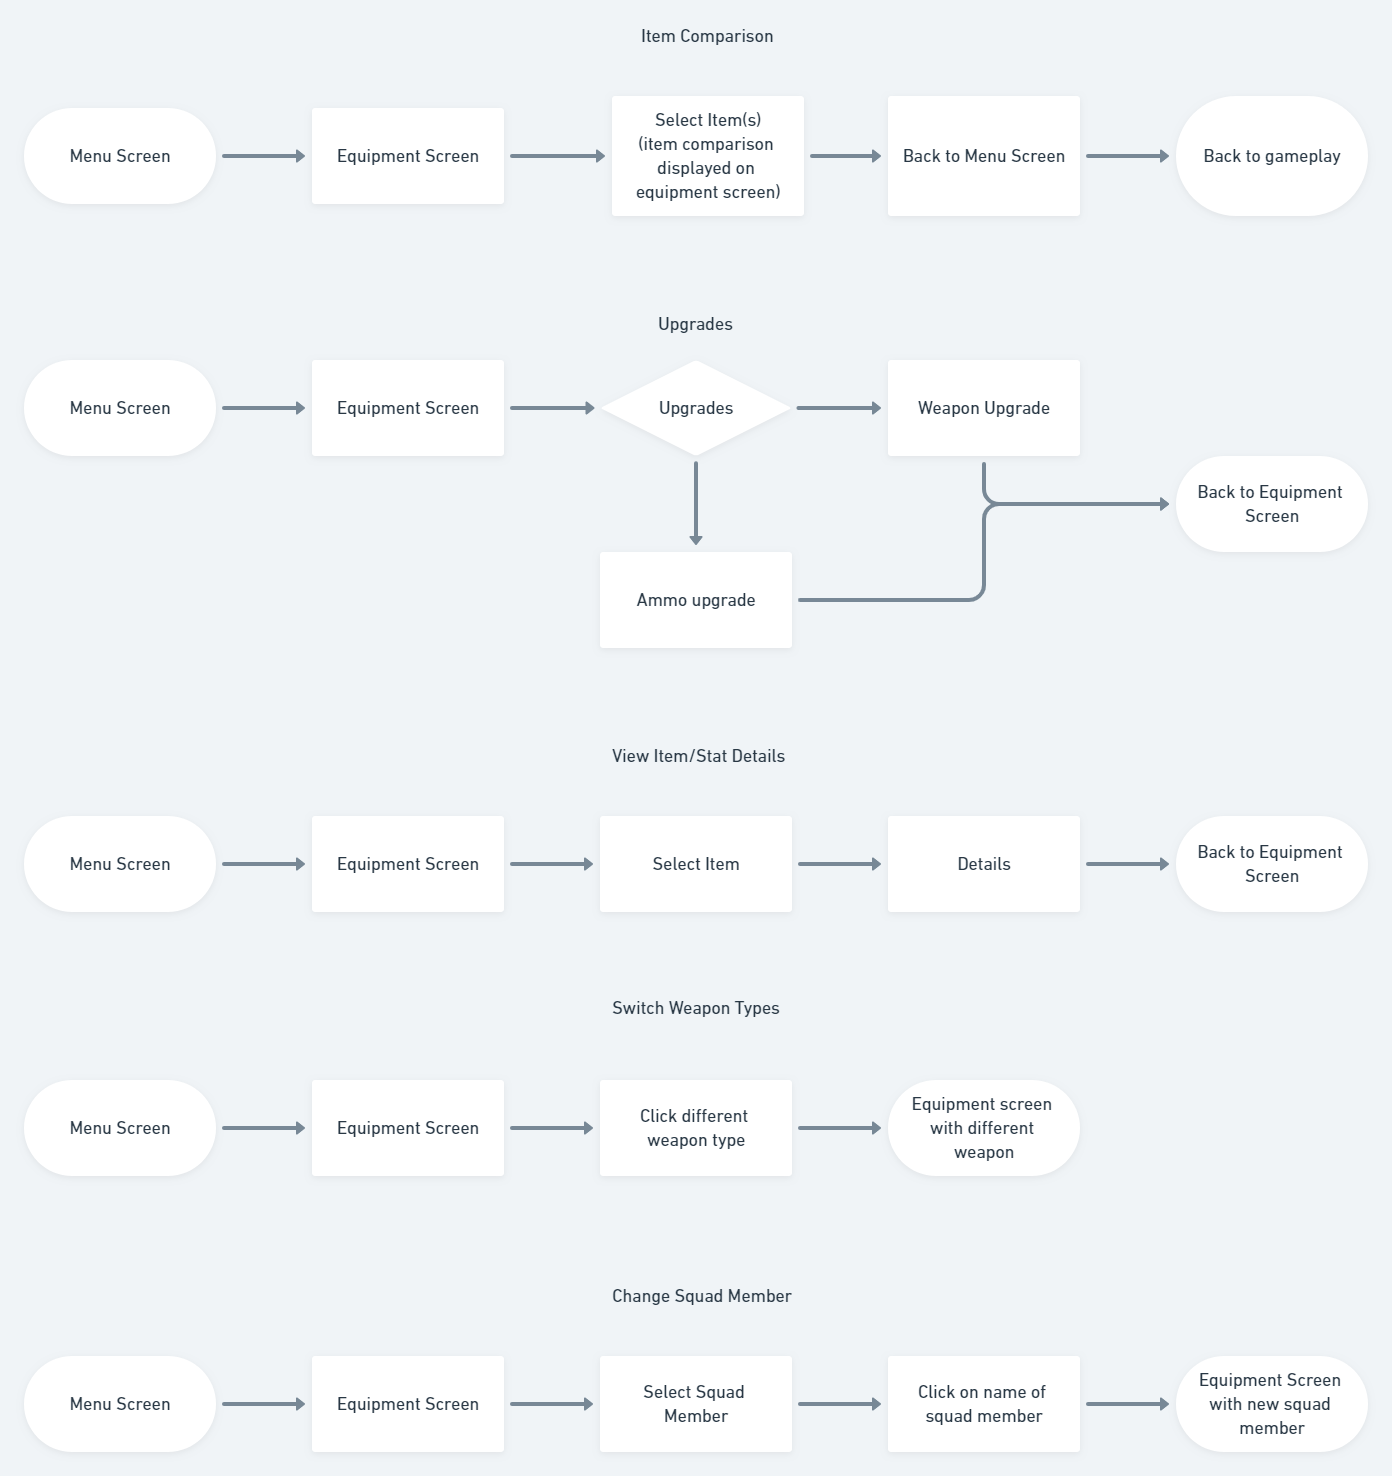 Item Comparison
Menu Screen
Equipment Screen
Select Item(s)
(item comparison
displayed on
equipment screen)
Back to Menu Screen
Back to gameplay
Upgrades
Menu Screen
Equipment Screen
Upgrades
Weapon Upgrade
Back to Equipment
Screen
Ammo upgrade
View Item/Stat Details
Menu Screen
Equipment Screen
Select Item
Details
Back to Equipment
Screen
Switch Weapon Types
Menu Screen
Equipment Screen
Click different
weapon type
Equipment screen
with different
weapon
Change Squad Member
Menu Screen
Equipment Screen
Select Squad
Member
Click on name of
squad member
Equipment Screen
with new squad
member